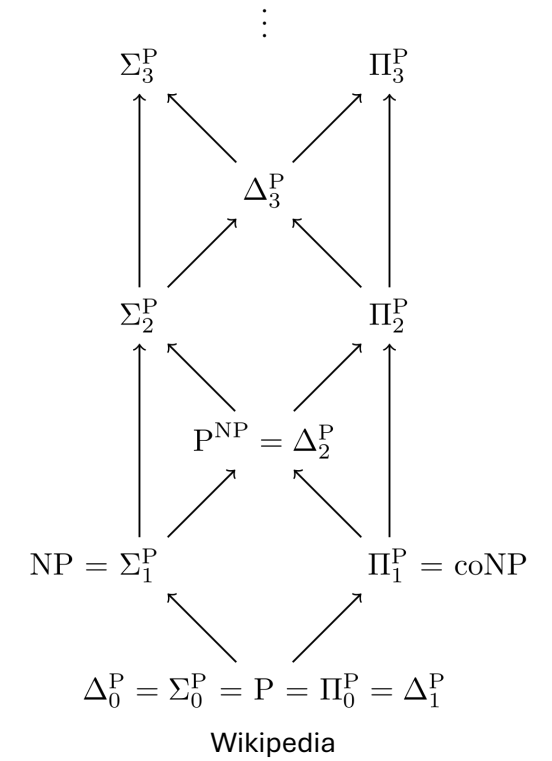 ⋮
Σ₃ᴾ Π₃ᴾ
Δ₃ᴾ
Σ₂ᴾ Π₂ᴾ
Pᴺᴾ = Δ₂ᴾ
NP = Σ₁ᴾ Π₁ᴾ = coNP
Δ₀ᴾ = Σ₀ᴾ = P = Π₀ᴾ = Δ₁ᴾ
Wikipedia